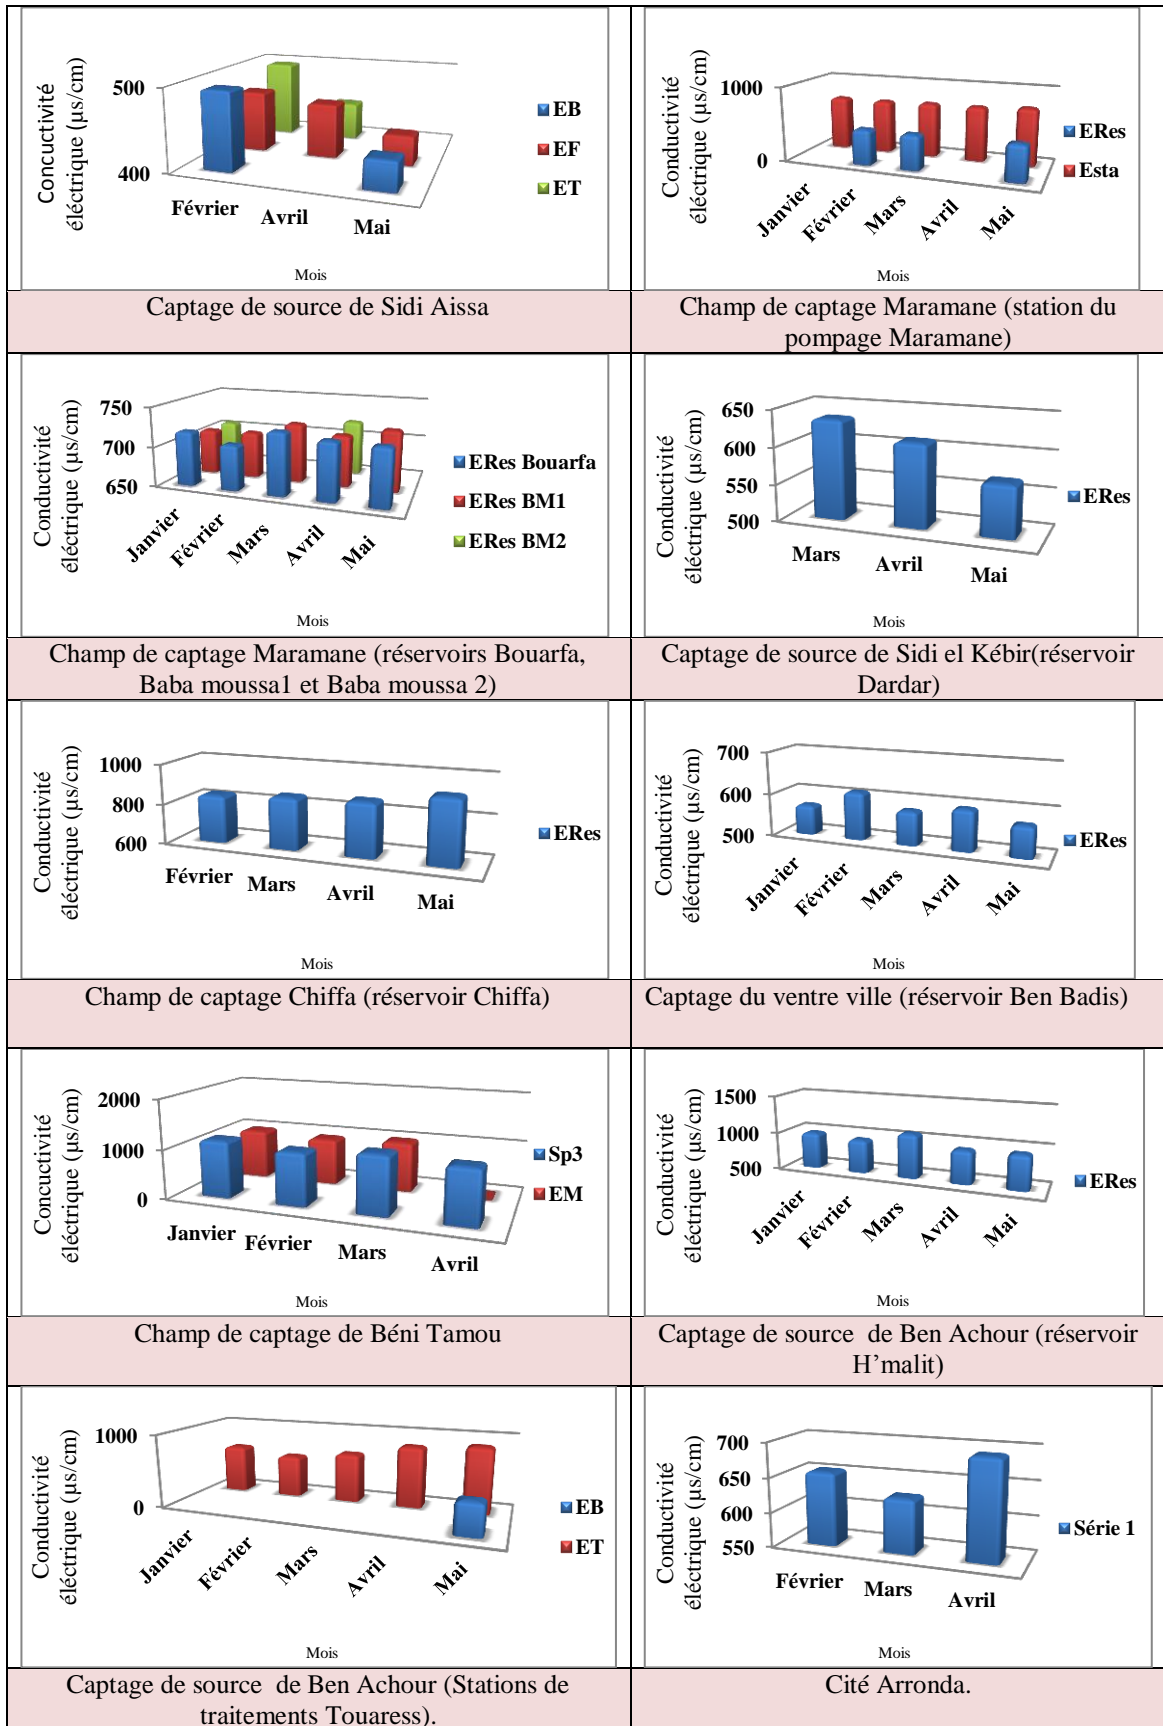 Concuctivité
éléctrique (µs/cm)
500
400
Février
Avril
Mai
Mois
EB
EF
ET
Captage de source de Sidi Aissa
Conductivité
éléctrique (µs/cm)
1000
0
Janvier
Février
Mars
Avril
Mai
Mois
ERes
Esta
Champ de captage Maramane (station du
pompage Maramane)
Conductivité
éléctrique (µs/cm)
750
700
650
Janvier
Février
Mars
Avril
Mai
Mois
ERes Bouarfa
ERes BM1
ERes BM2
Champ de captage Maramane (réservoirs Bouarfa,
Baba moussa1 et Baba moussa 2)
Conductivité
éléctrique (µs/cm)
650
600
550
500
Mars
Avril
Mai
Mois
ERes
Captage de source de Sidi el Kébir(réservoir
Dardar)
Conductivité
éléctrique (µs/cm)
1000
800
600
Février
Mars
Avril
Mai
Mois
ERes
Champ de captage Chiffa (réservoir Chiffa)
Conductivité
éléctrique (µs/cm)
700
600
500
Janvier
Février
Mars
Avril
Mai
Mois
ERes
Captage du ventre ville (réservoir Ben Badis)
Concuctivité
éléctrique (µs/cm)
2000
1000
0
Janvier
Février
Mars
Avril
Mois
Sp3
EM
Champ de captage de Béni Tamou
Conductivité
éléctrique (µs/cm)
1500
1000
500
Janvier
Février
Mars
Avril
Mai
Mois
ERes
Captage de source de Ben Achour (réservoir
H’malit)
Conductivité
éléctrique (µs/cm)
1000
0
Janvier
Février
Mars
Avril
Mai
Mois
EB
ET
Captage de source de Ben Achour (Stations de
traitements Touaress).
Conductivité
éléctrique (µs/cm)
700
650
600
550
Février
Mars
Avril
Mois
Série 1
Cité Arronda.